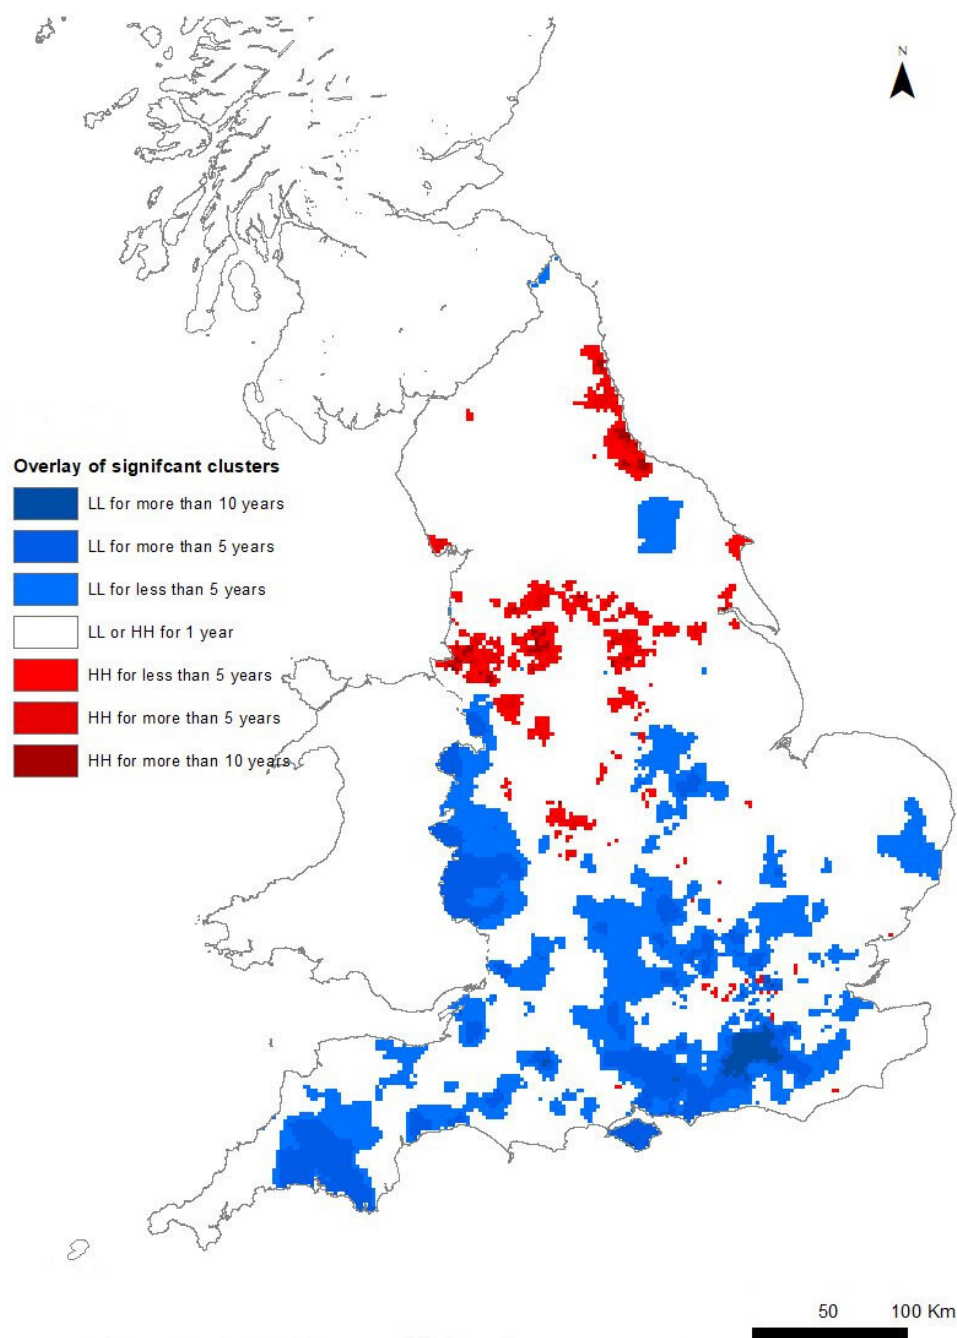 N
Overlay of signifcant clusters
LL for more than 10 years
LL for more than 5 years
LL for less than 5 years
LL or HH for 1 year
HH for less than 5 years
HH for more than 5 years
HH for more than 10 years
50 100 Km